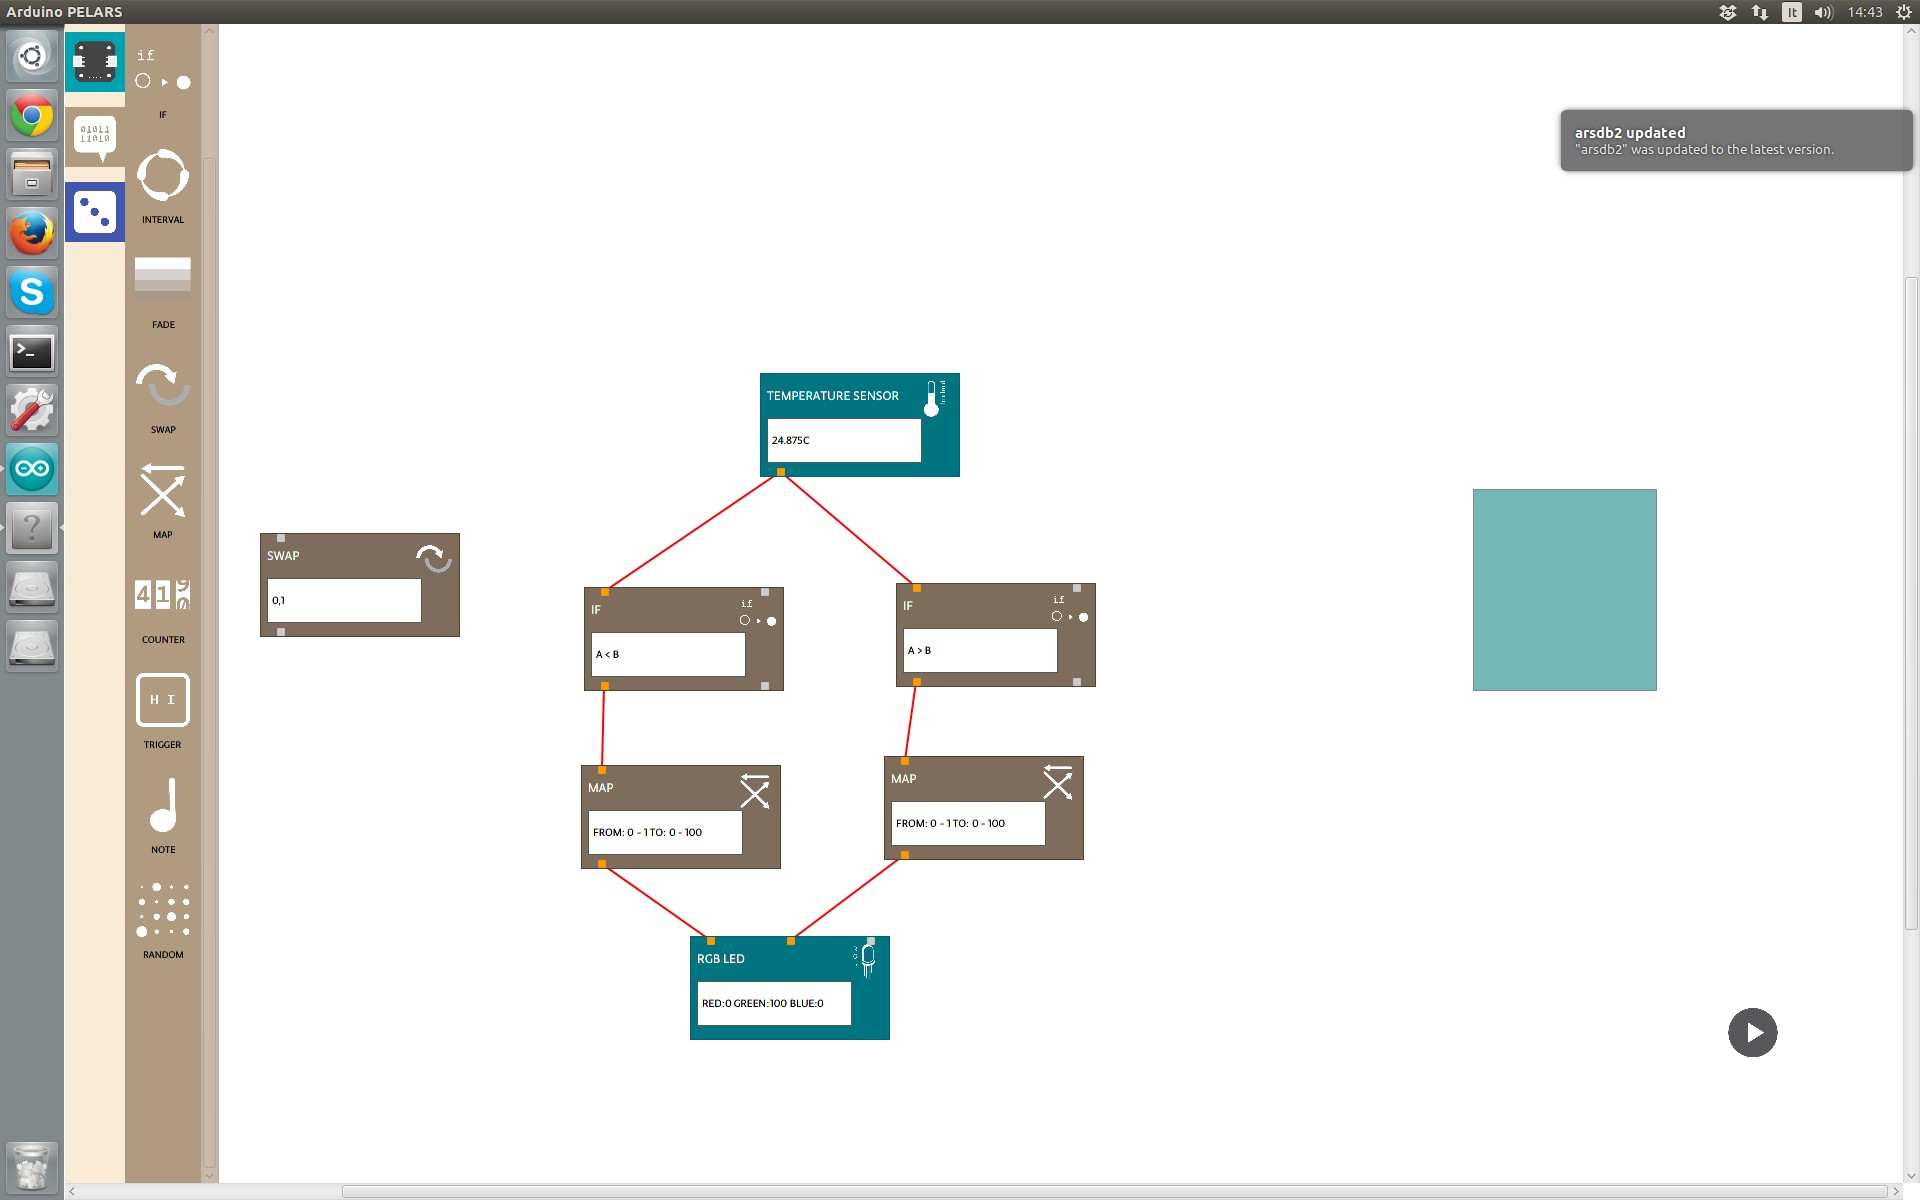 Arduino PELARS
It
14:43
if
IF
01011
11010
INTERVAL
FADE
SWAP
MAP
41
COUNTER
H I
TRIGGER
NOTE
RANDOM
arsdb2 updated
"arsdb2" was updated to the latest version.
TEMPERATURE SENSOR
24.875C
SWAP
0,1
IF
if
A < B
IF
if
A > B
MAP
FROM: 0 - 1 TO: 0 - 100
MAP
FROM: 0 - 1 TO: 0 - 100
RGB LED
RED:0 GREEN:100 BLUE:0